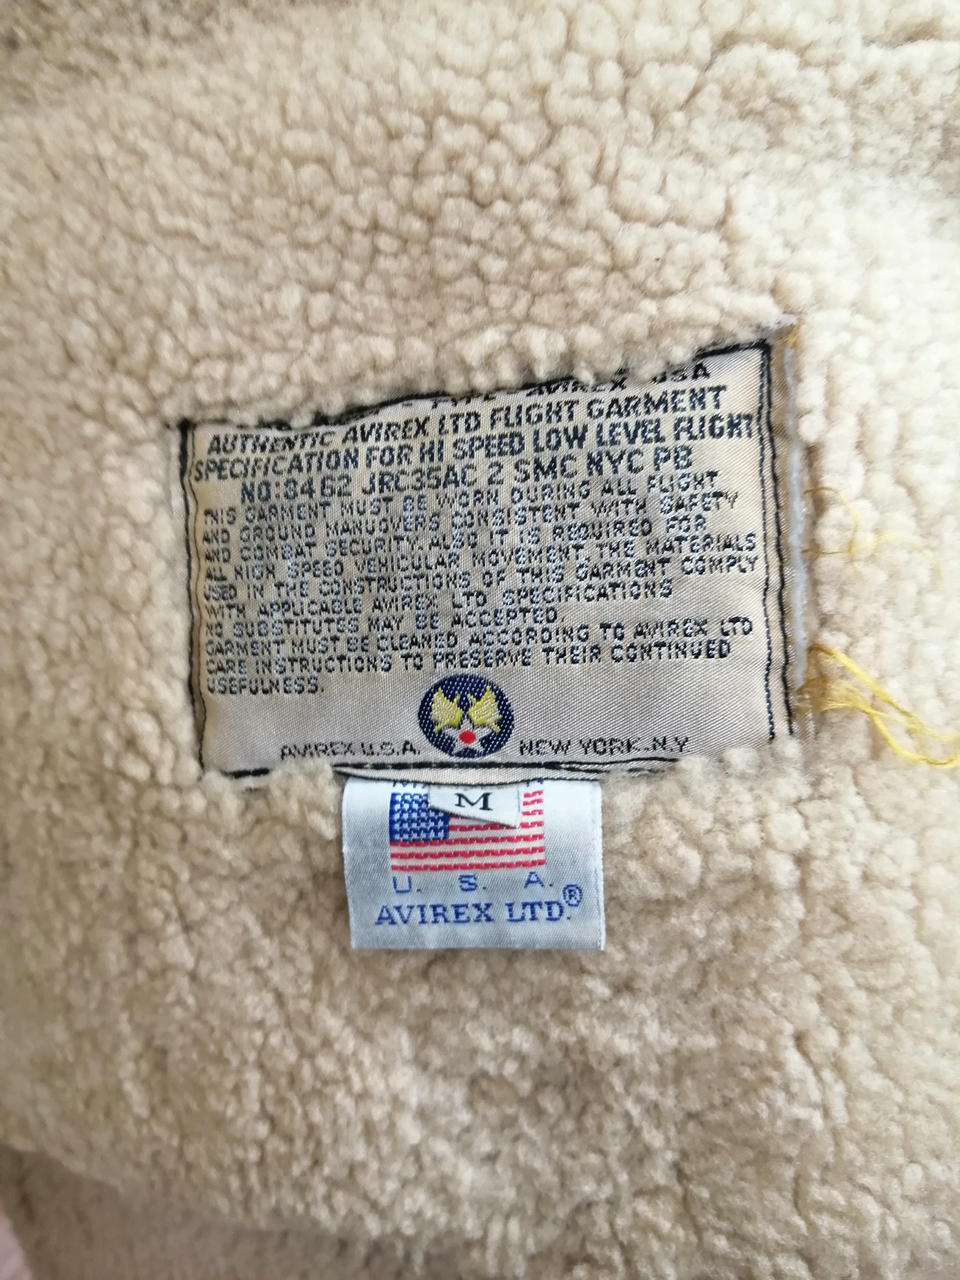 TYPE AVIREX USA
AUTHENTIC AVIREX LTD FLIGHT GARMENT
SPECIFICATION FOR HI SPEED LOW LEVEL FLIGHT
JRC35AC 2 SMC NYC PB
THIS GARMENT MUST BE WORN DURING ALL FLIGHT
AND GROUND MANUOVERS CONSISTENT WITH SAFETY
AND COMBAT SECURITY. ALSO IT IS REQUIRED FOR
ALL HIGH SPEED VEHICULAR MOVEMENT. THE MATERIALS
USED IN THE CONSTRUCTIONS OF THIS GARMENT COMPLY
WITH APPLICABLE AVIREX LTD SPECIFICATIONS
NO SUBSTITUTES MAY BE ACCEPTED.
GARMENT MUST BE CLEANED ACCORDING TO AVIREX LTD
CARE INSTRUCTIONS TO PRESERVE THEIR CONTINUED
USEFULNESS.
AVIREX U.S.A. NEW YORK.N.Y
M
U. S. A.
AVIREX LTD.®